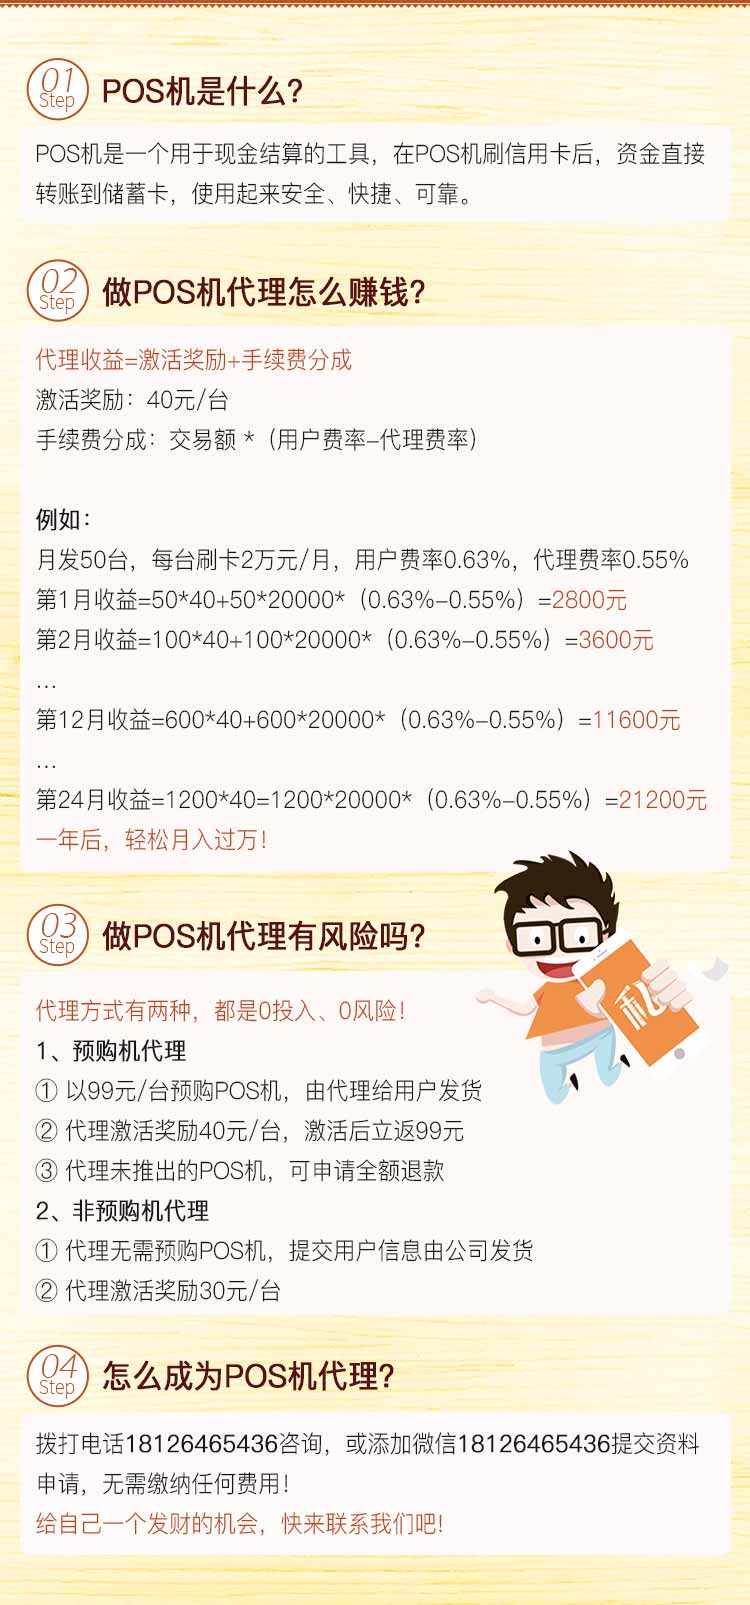 01
Step
POS机是什么?
POS机是一个用于现金结算的工具，在POS机刷信用卡后，资金直接
转账到储蓄卡，使用起来安全、快捷、可靠。
02
Step
做POS机代理怎么赚钱?
代理收益=激活奖励+手续费分成
激活奖励：40元/台
手续费分成：交易额 *（用户费率-代理费率）
例如：
月发50台，每台刷卡2万元/月，用户费率0.63%，代理费率0.55%
第1月收益=50*40+50*20000*（0.63%-0.55%）=2800元
第2月收益=100*40+100*20000*（0.63%-0.55%）=3600元
...
第12月收益=600*40+600*20000*（0.63%-0.55%）=11600元
...
第24月收益=1200*40=1200*20000*（0.63%-0.55%）=21200元
一年后，轻松月入过万！
03
Step
做POS机代理有风险吗?
代理方式有两种，都是0投入、0风险！
1、预购机代理
① 以99元/台预购POS机，由代理给用户发货
② 代理激活奖励40元/台，激活后立返99元
③ 代理未推出的POS机，可申请全额退款
2、非预购机代理
① 代理无需预购POS机，提交用户信息由公司发货
② 代理激活奖励30元/台
私
04
Step
怎么成为POS机代理?
拨打电话18126465436咨询，或添加微信18126465436提交资料
申请，无需缴纳任何费用！
给自己一个发财的机会，快来联系我们吧!